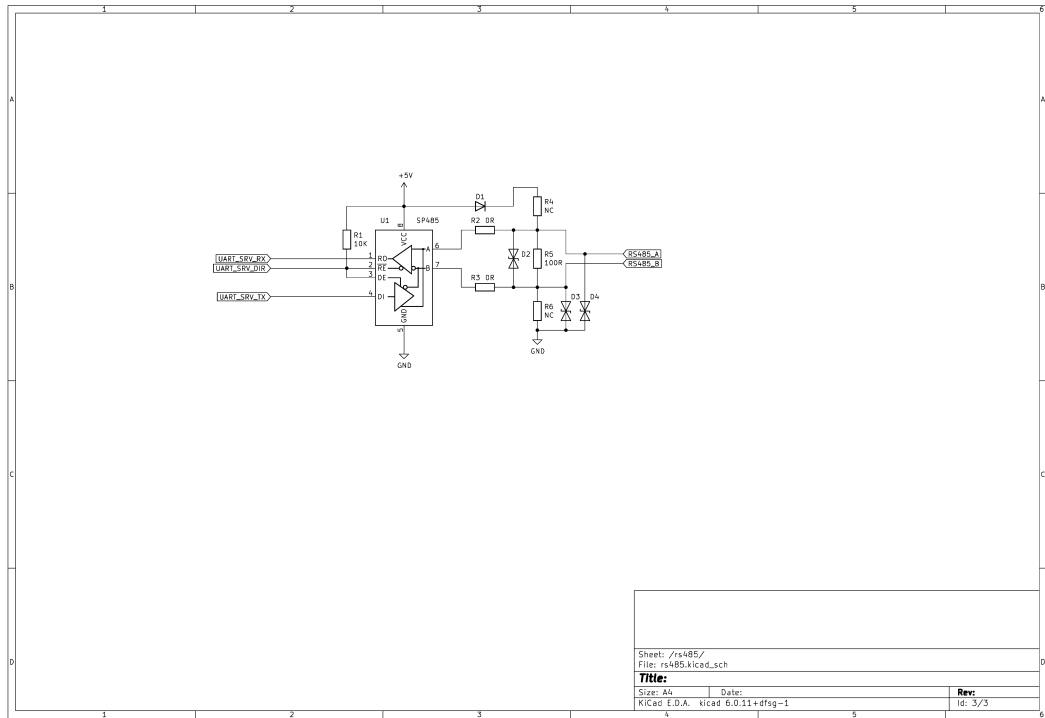 1 2 3 4 5 6
A A
+5V
D1
R4
NC
U1 SP485
R2 0R
8
VCC
R1
10K
A 6
UART_SRV_RX 1 RO
D2
R5
100R
RS485_A
UART_SRV_DIR 2 RE
B 7
RS485_B
3 DE
R3 0R
B B
UART_SRV_TX 4 DI
D3 D4
R6
NC
GND
5
GND
GND
C C
D D
Sheet: /rs485/
File: rs485.kicad_sch
Title:
Size: A4 Date: Rev:
KiCad E.D.A. kicad 6.0.11+dfsg-1 Id: 3/3
1 2 3 4 5 6